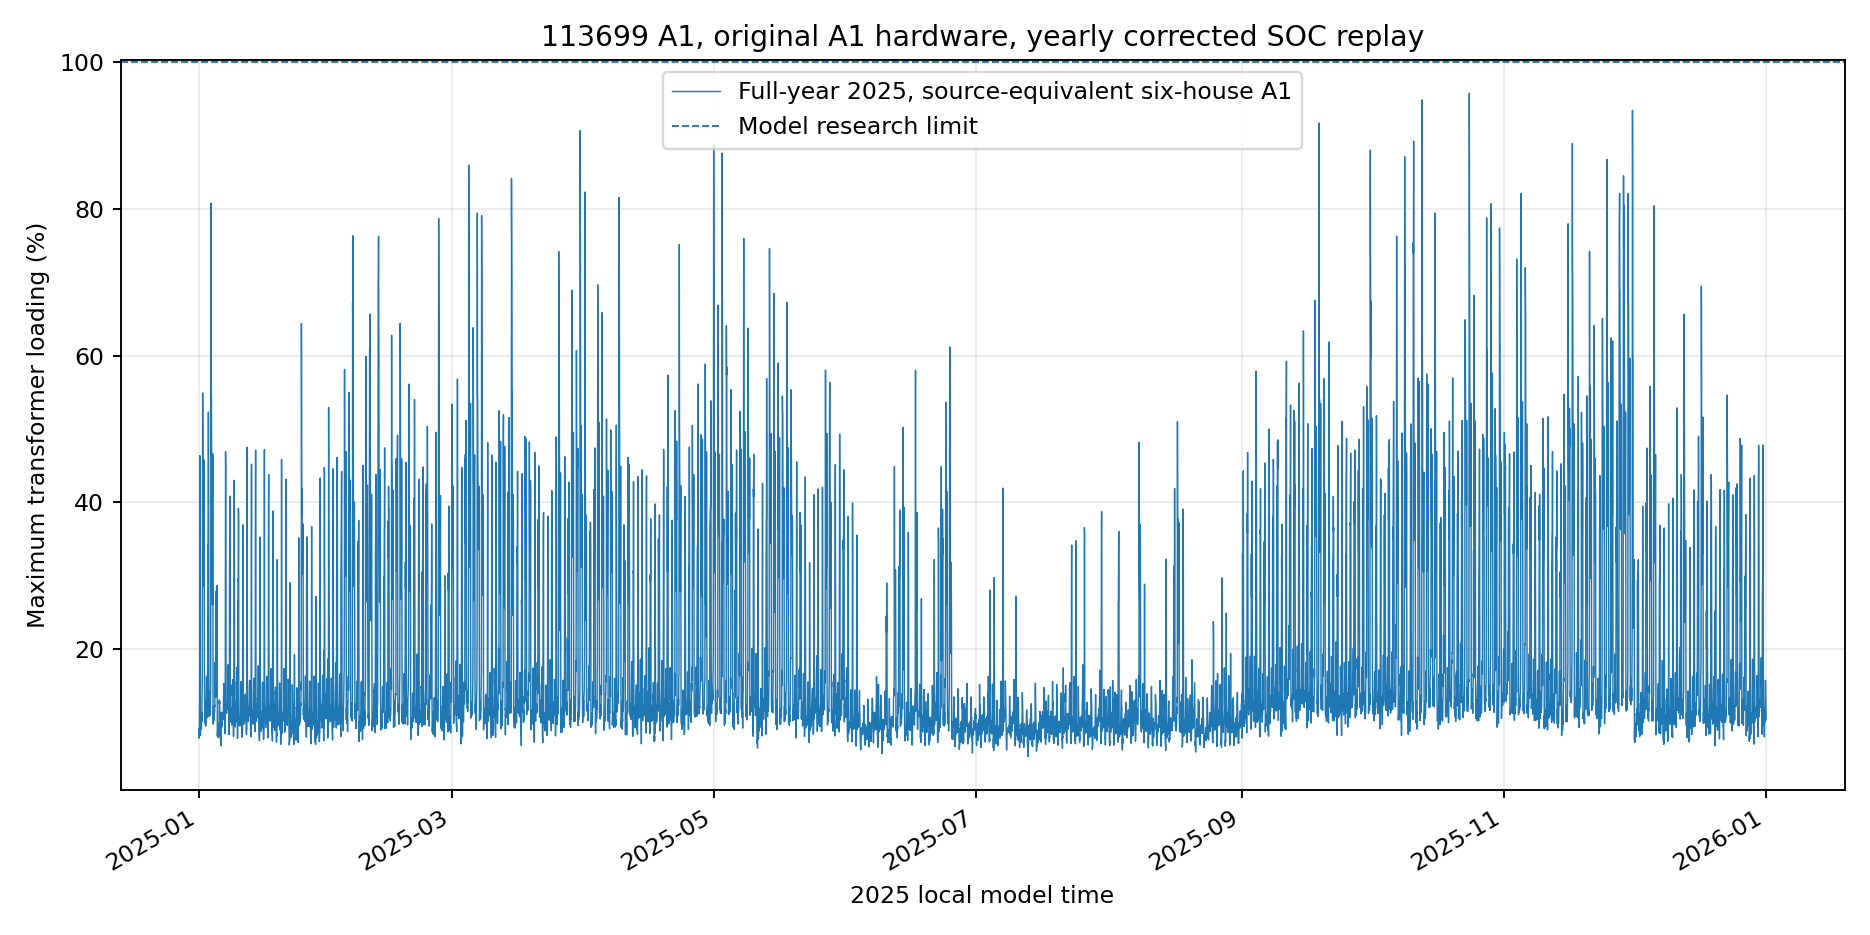 113699 A1, original A1 hardware, yearly corrected SOC replay
Full-year 2025, source-equivalent six-house A1
Model research limit
Maximum transformer loading (%)
100
80
60
40
20
2025-01
2025-03
2025-05
2025-07
2025-09
2025-11
2026-01
2025 local model time